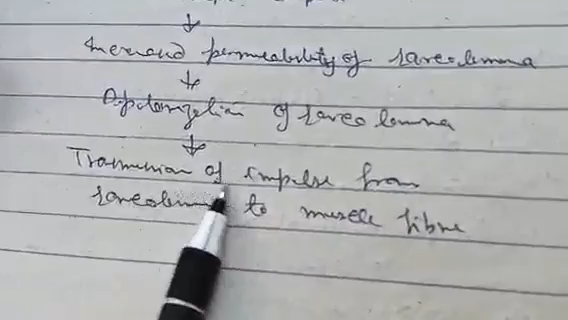 Increased permeability of sarcolemma
Depolarization of sarcolemma
Transmission of impulse from
sarcolemma to muscle fibre